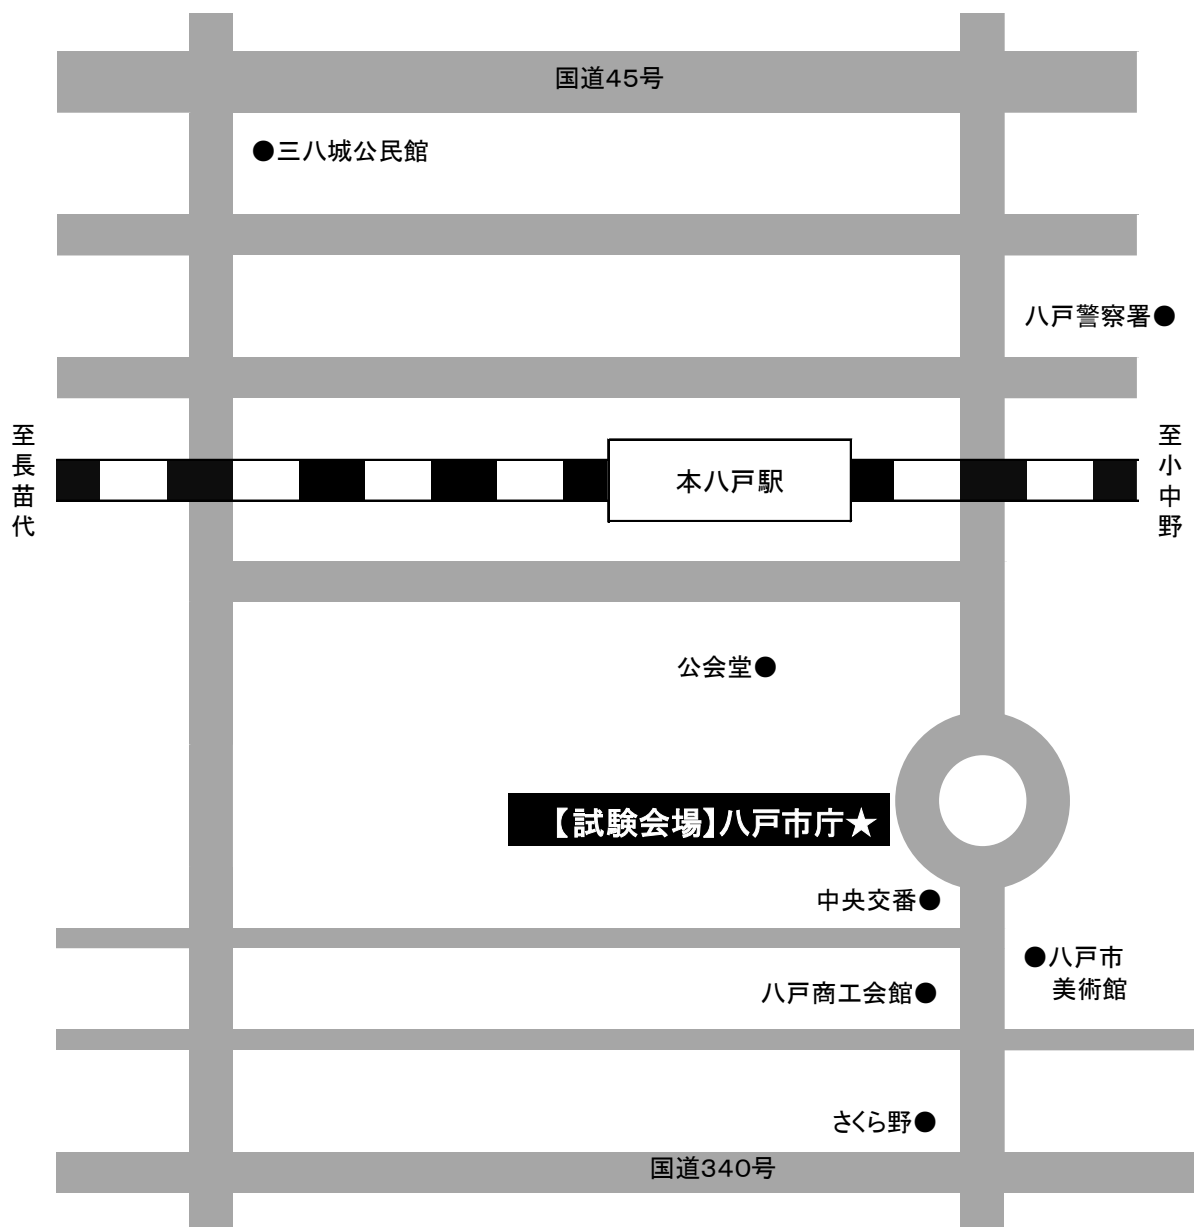 国道45号
●三八城公民館
八戸警察署●
至長苗代
本八戸駅
至小中野
公会堂●
【試験会場】八戸市庁★
中央交番●
●八戸市
美術館
八戸商工会館●
さくら野●
国道340号